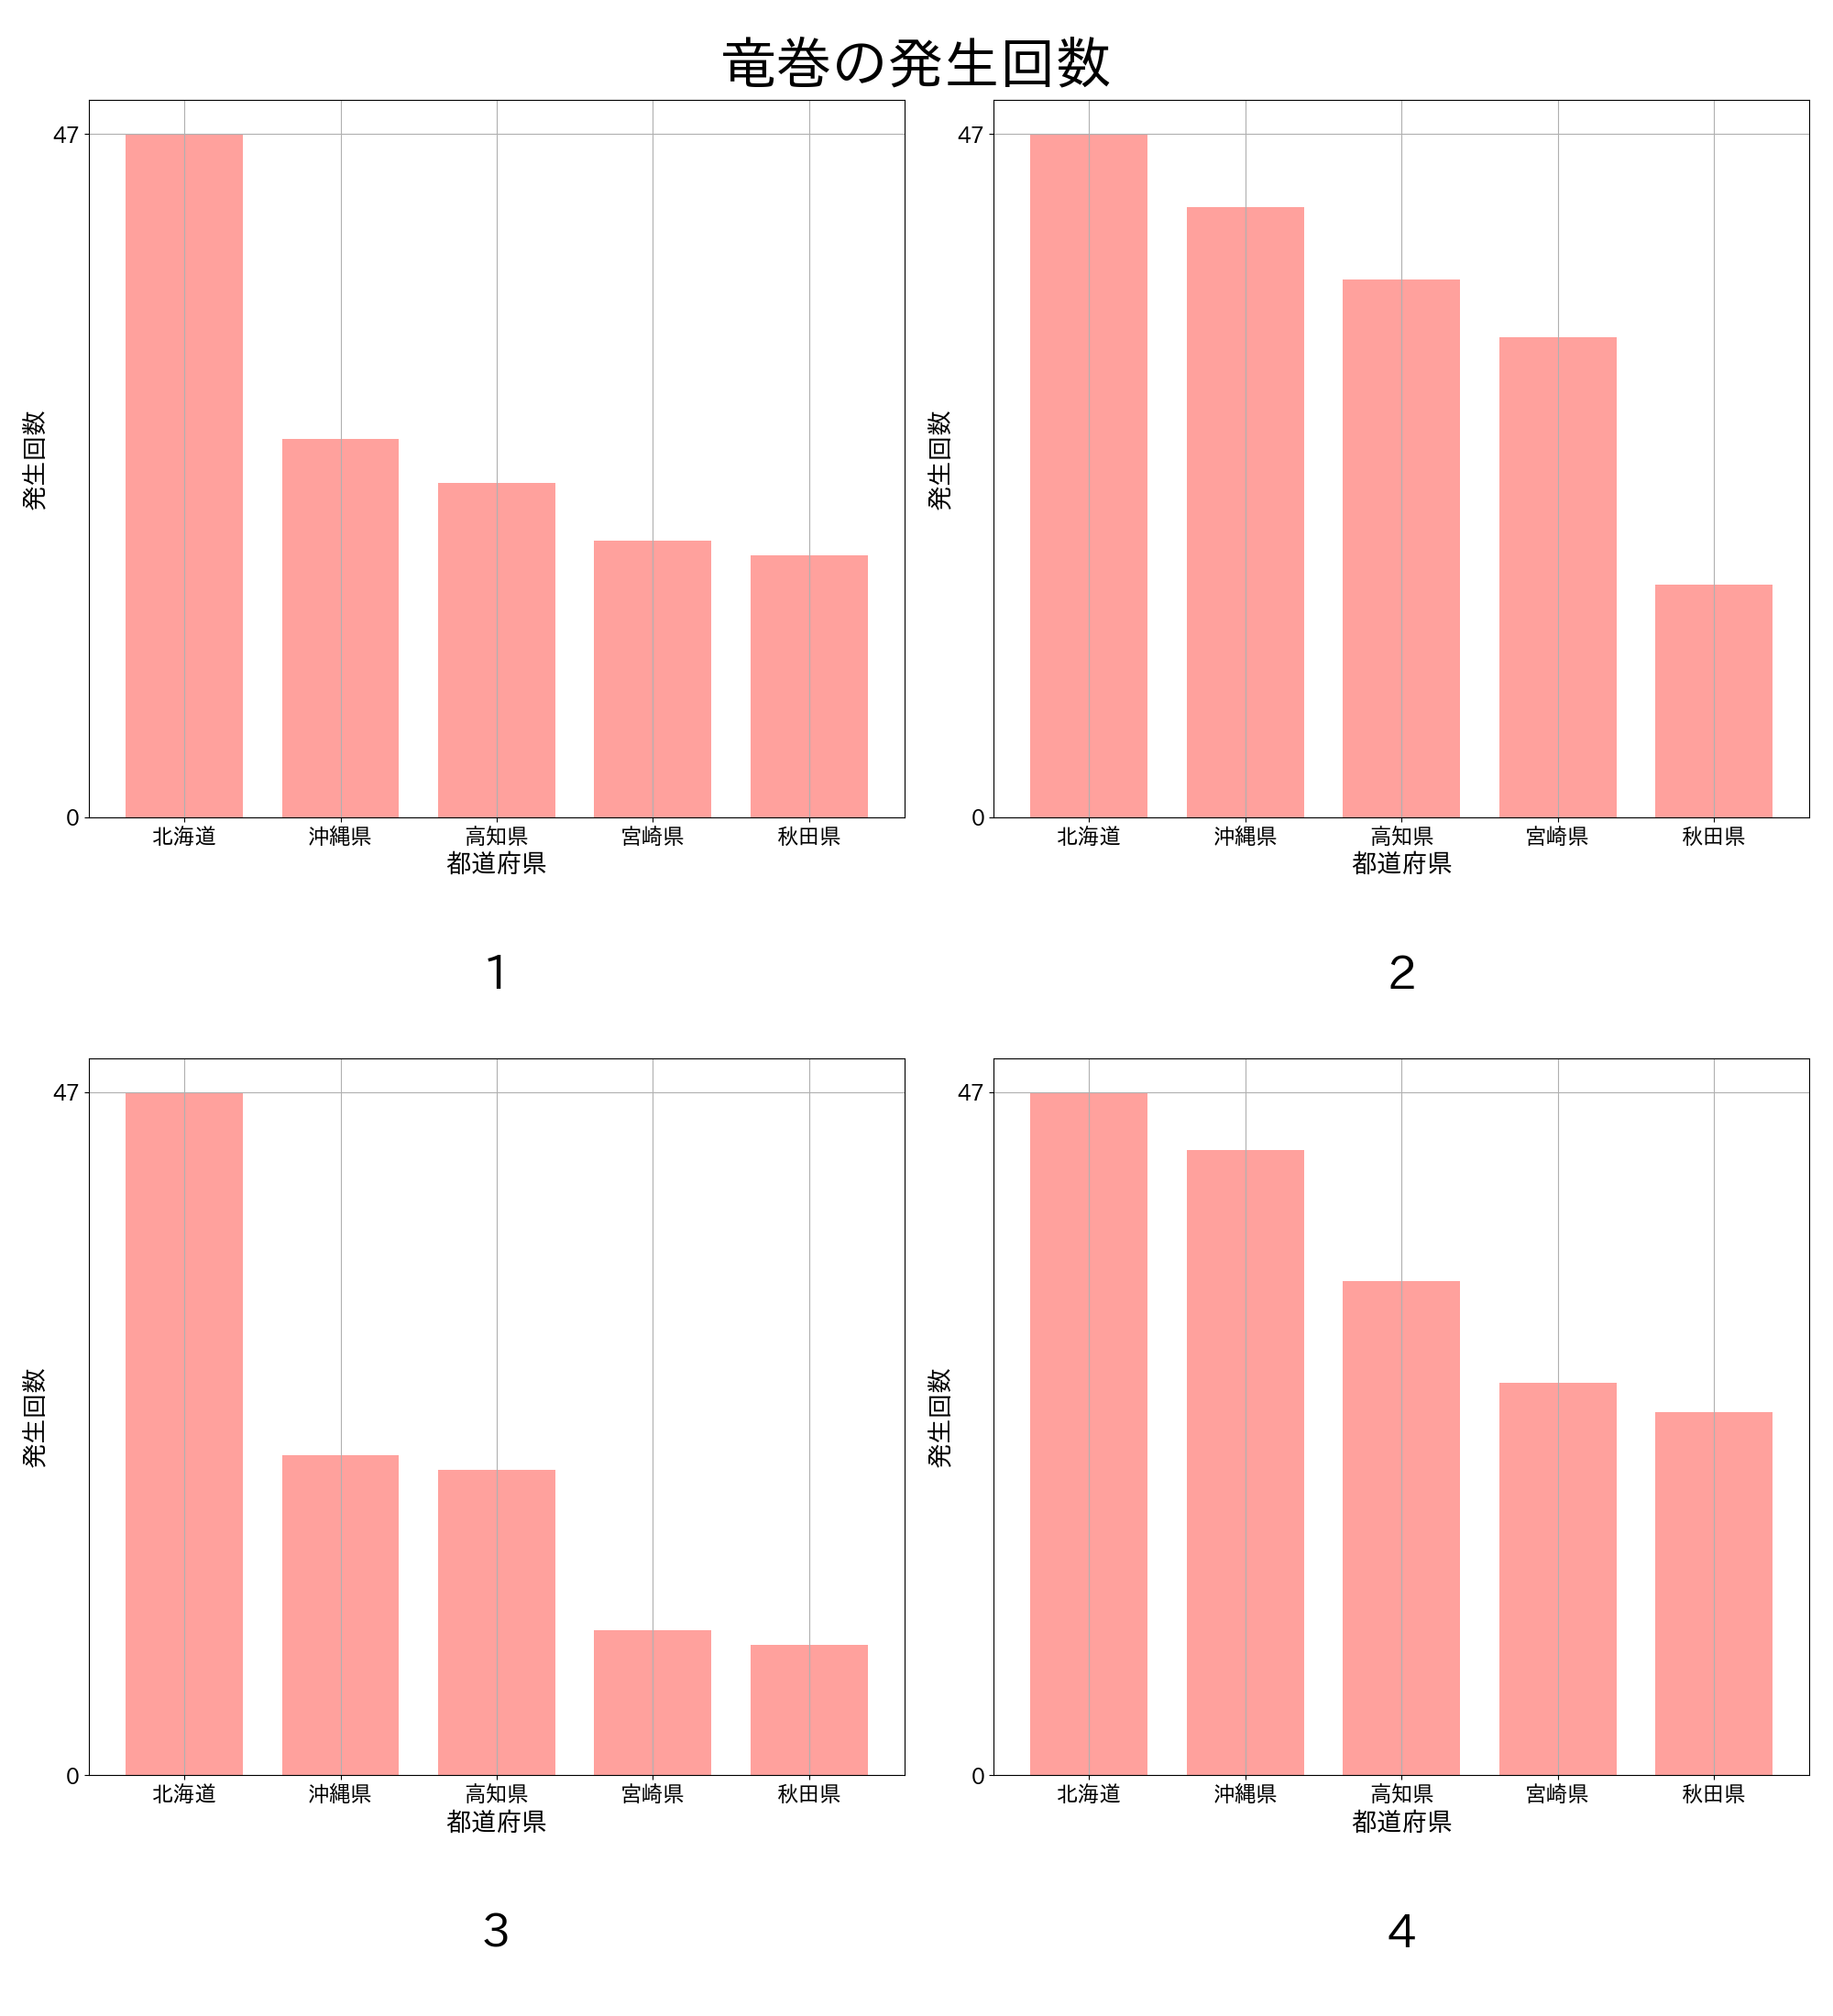 竜巻の発生回数
47
0
発生回数
北海道 沖縄県 高知県 宮崎県 秋田県
都道府県
1
47
0
発生回数
北海道 沖縄県 高知県 宮崎県 秋田県
都道府県
2
47
0
発生回数
北海道 沖縄県 高知県 宮崎県 秋田県
都道府県
3
47
0
発生回数
北海道 沖縄県 高知県 宮崎県 秋田県
都道府県
4